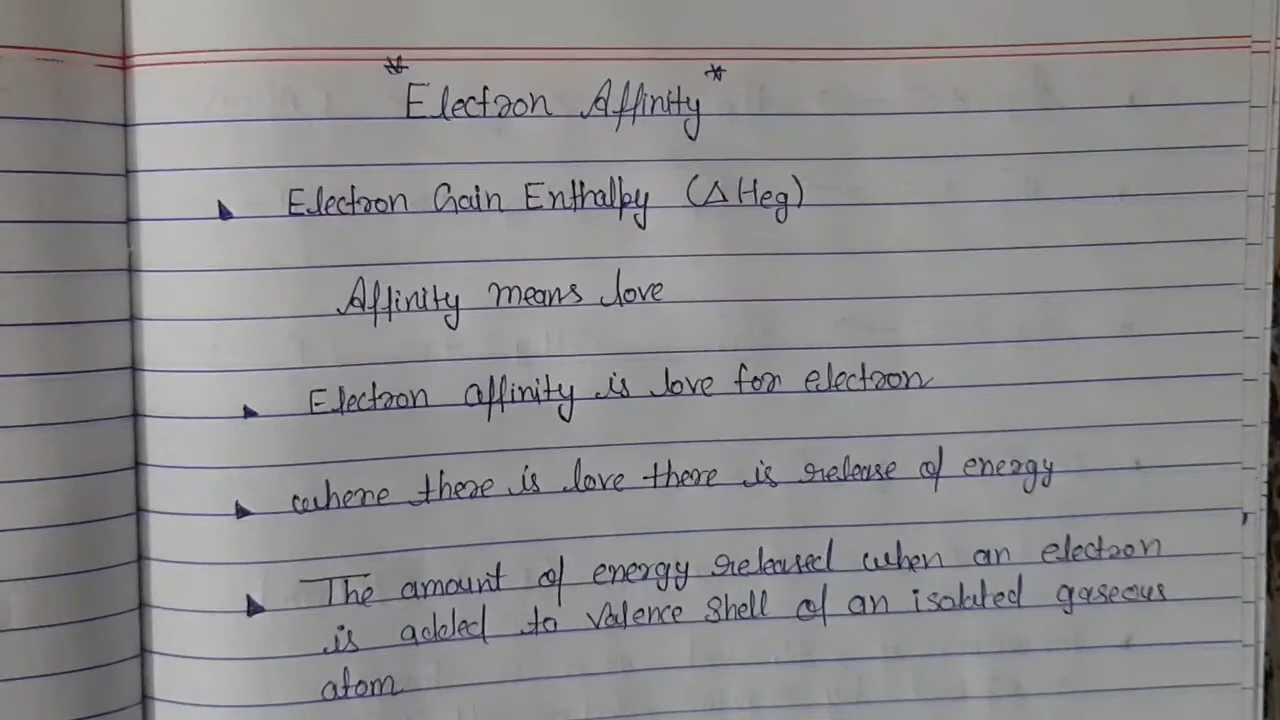 * Electron Affinity *
Electron Gain Enthalpy (Δ Heg)
Affinity means love
Electron affinity is love for electron
where there is love there is release of energy
The amount of energy released when an electron
is added to valence shell of an isolated gaseous
atom